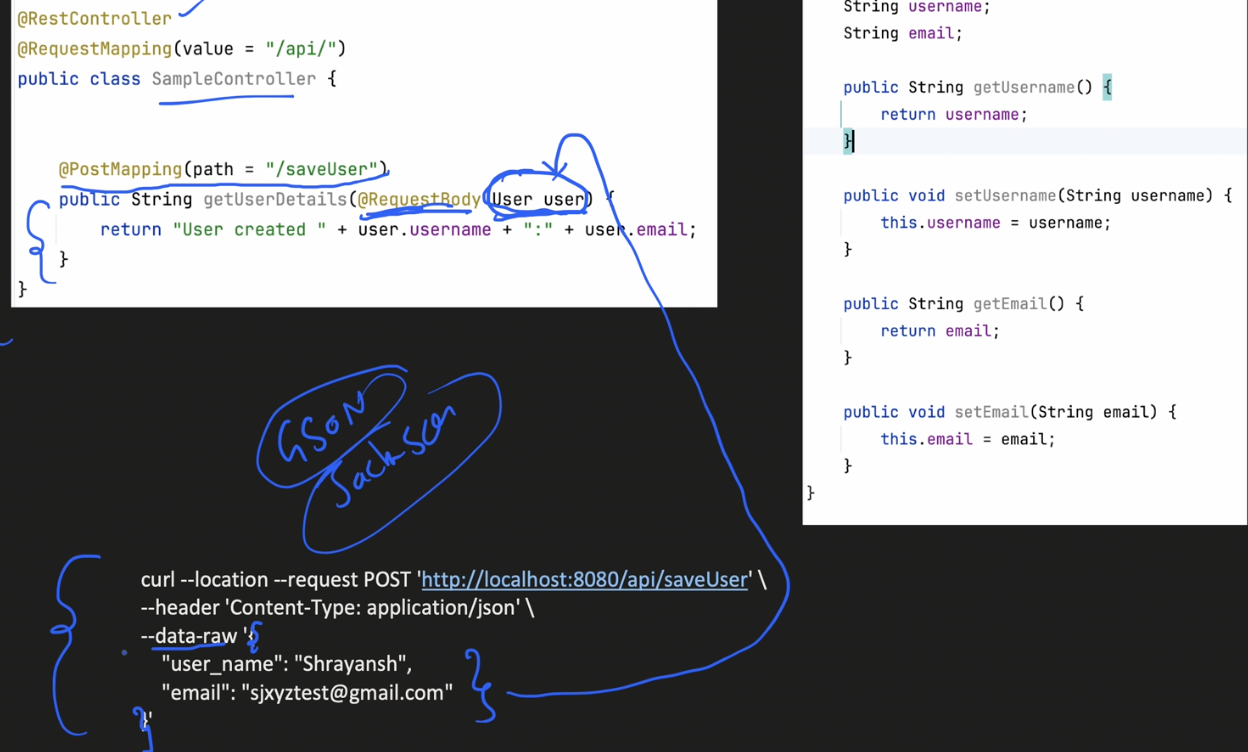 @RestController
@RequestMapping(value = "/api/")
public class SampleController {
@PostMapping(path = "/saveUser")
public String getUserDetails(@RequestBody User user) {
return "User created " + user.username + ":" + user.email;
}
}
String username;
String email;
public String getUsername() {
return username;
}
public void setUsername(String username) {
this.username = username;
}
public String getEmail() {
return email;
}
public void setEmail(String email) {
this.email = email;
}
}
GSON
Jackson
curl --location --request POST 'http://localhost:8080/api/saveUser' \
--header 'Content-Type: application/json' \
--data-raw '{
"user_name": "Shrayansh",
"email": "sjxyztest@gmail.com"
}'